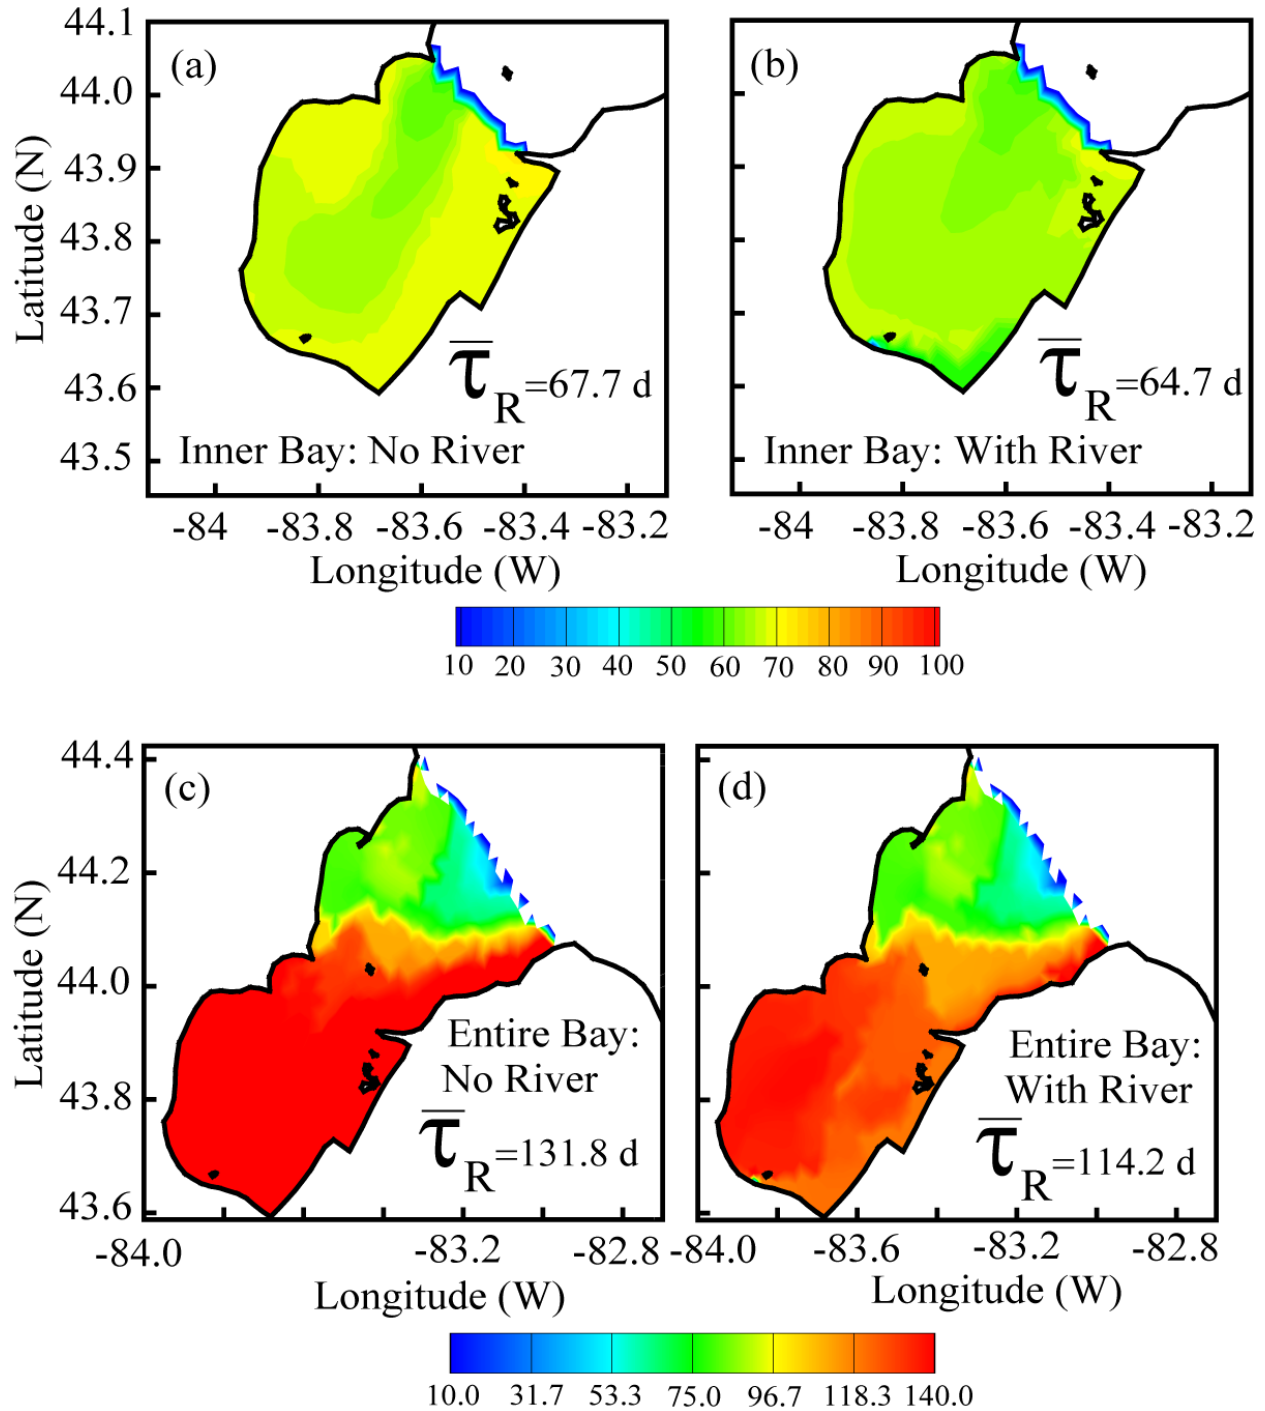 44.1
44.0
43.9
43.8
43.7
43.6
43.5
Latitude (N)
(a)
τ̅R=67.7 d
Inner Bay: No River
-84 -83.8 -83.6 -83.4 -83.2
Longitude (W)
(b)
τ̅R=64.7 d
Inner Bay: With River
-84 -83.8 -83.6 -83.4 -83.2
Longitude (W)
10 20 30 40 50 60 70 80 90 100
44.4
44.2
44.0
43.8
43.6
Latitude (N)
(c)
Entire Bay:
No River
τ̅R=131.8 d
-84.0 -83.2 -82.8
Longitude (W)
(d)
Entire Bay:
With River
τ̅R=114.2 d
-84.0 -83.6 -83.2 -82.8
Longitude (W)
10.0 31.7 53.3 75.0 96.7 118.3 140.0